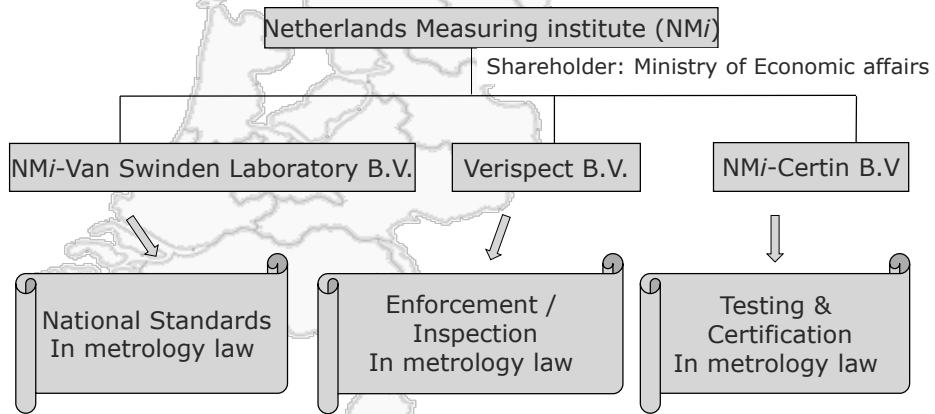 Netherlands Measuring institute (NMi)
Shareholder: Ministry of Economic affairs
NMi-Van Swinden Laboratory B.V.
Verispect B.V.
NMi-Certin B.V
National Standards
In metrology law
Enforcement /
Inspection
In metrology law
Testing &
Certification
In metrology law